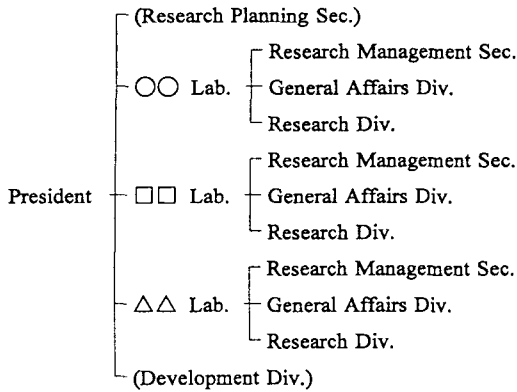 (Research Planning Sec.)
Research Management Sec.
○○ Lab.
General Affairs Div.
Research Div.
Research Management Sec.
President
□□ Lab.
General Affairs Div.
Research Div.
Research Management Sec.
△△ Lab.
General Affairs Div.
Research Div.
(Development Div.)